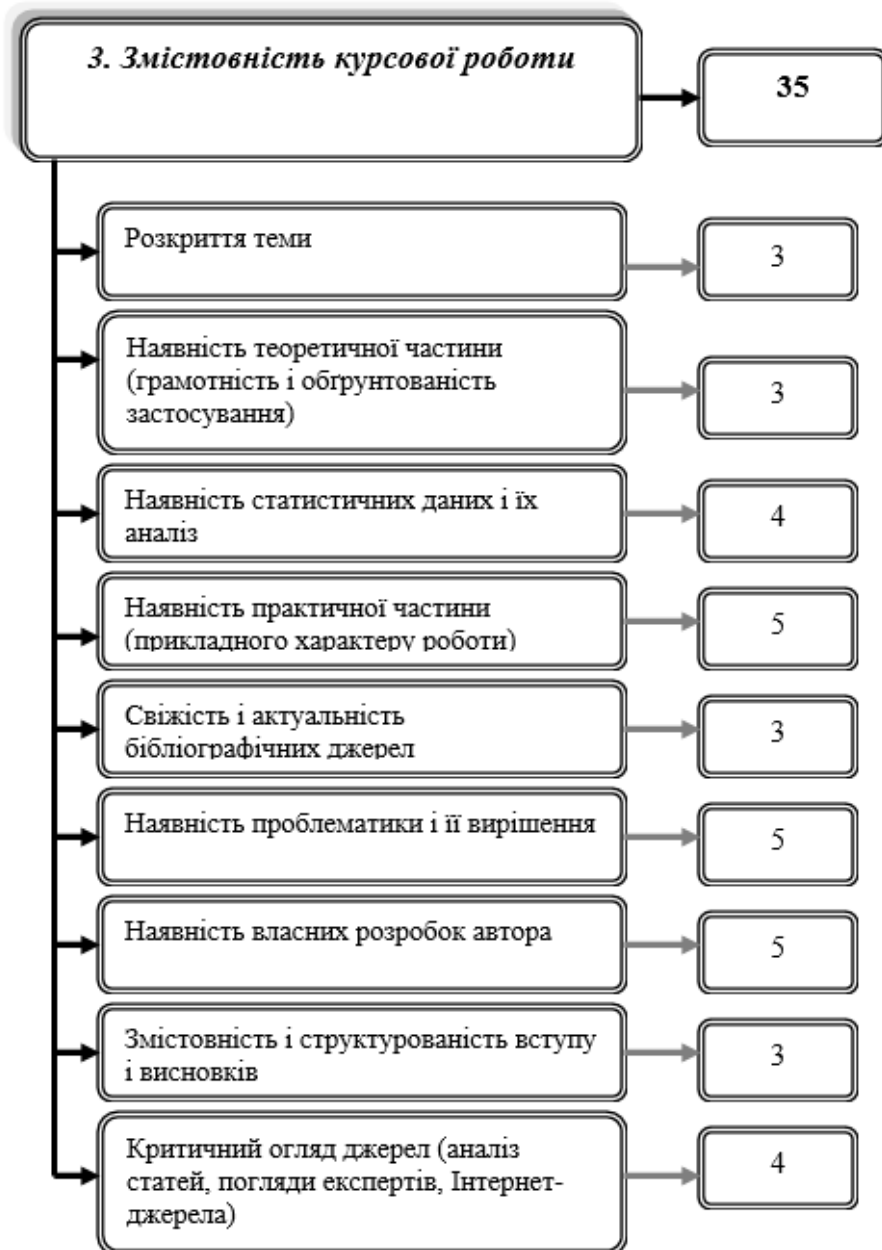 3. Змістовність курсової роботи
35
Розкриття теми
3
Наявність теоретичної частини
(грамотність і обґрунтованість
застосування)
3
Наявність статистичних даних і їх
аналіз
4
Наявність практичної частини
(прикладного характеру роботи)
5
Свіжість і актуальність
бібліографічних джерел
3
Наявність проблематики і її вирішення
5
Наявність власних розробок автора
5
Змістовність і структурованість вступу
і висновків
3
Критичний огляд джерел (аналіз
статей, погляди експертів, Інтернет-
джерела)
4